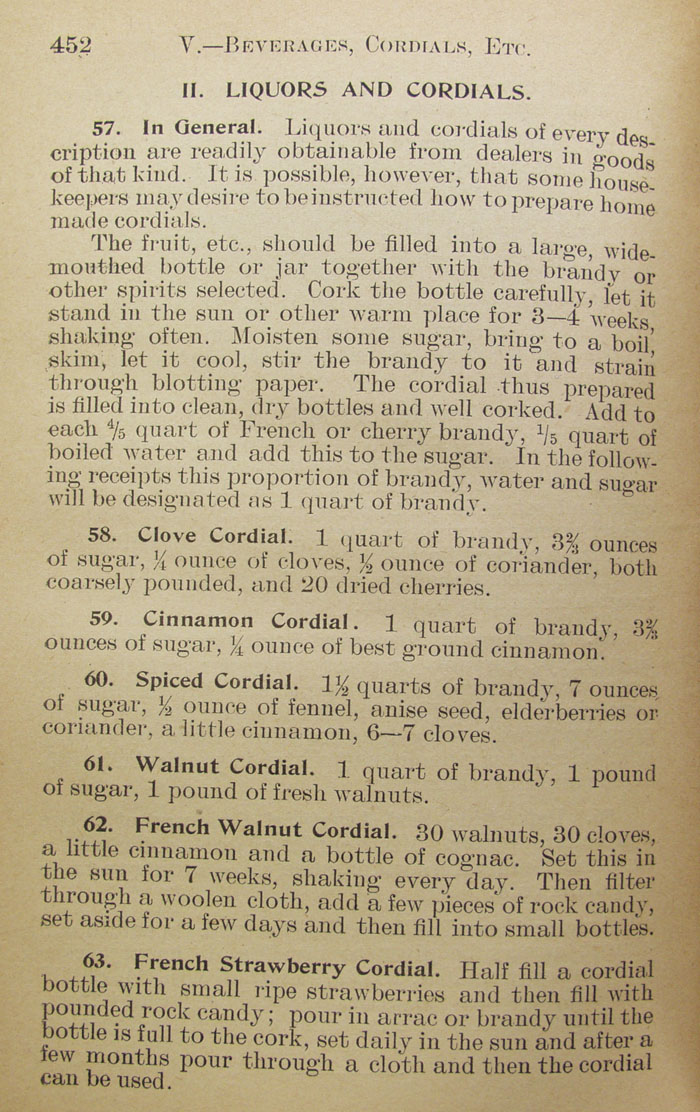 452 V.—Beverages, Cordials, Etc.
II. LIQUORS AND CORDIALS.
57. In General. Liquors and cordials of every des-
cription are readily obtainable from dealers in goods
of that kind. It is possible, however, that some house-
keepers may desire to be instructed how to prepare home
made cordials.
The fruit, etc., should be filled into a large, wide-
mouthed bottle or jar together with the brandy or
other spirits selected. Cork the bottle carefully, let it
stand in the sun or other warm place for 3—4 weeks,
shaking often. Moisten some sugar, bring to a boil,
skim, let it cool, stir the brandy to it and strain
through blotting paper. The cordial thus prepared
is filled into clean, dry bottles and well corked. Add to
each ⅘ quart of French or cherry brandy, ⅕ quart of
boiled water and add this to the sugar. In the follow-
ing receipts this proportion of brandy, water and sugar
will be designated as 1 quart of brandy.
58. Clove Cordial. 1 quart of brandy, 3⅔ ounces
of sugar, ¼ ounce of cloves, ½ ounce of coriander, both
coarsely pounded, and 20 dried cherries.
59. Cinnamon Cordial. 1 quart of brandy, 3⅔
ounces of sugar, ¼ ounce of best ground cinnamon.
60. Spiced Cordial. 1½ quarts of brandy, 7 ounces
of sugar, ½ ounce of fennel, anise seed, elderberries or
coriander, a little cinnamon, 6—7 cloves.
61. Walnut Cordial. 1 quart of brandy, 1 pound
of sugar, 1 pound of fresh walnuts.
62. French Walnut Cordial. 30 walnuts, 30 cloves,
a little cinnamon and a bottle of cognac. Set this in
the sun for 7 weeks, shaking every day. Then filter
through a woolen cloth, add a few pieces of rock candy,
set aside for a few days and then fill into small bottles.
63. French Strawberry Cordial. Half fill a cordial
bottle with small ripe strawberries and then fill with
pounded rock candy; pour in arrac or brandy until the
bottle is full to the cork, set daily in the sun and after a
few months pour through a cloth and then the cordial
can be used.